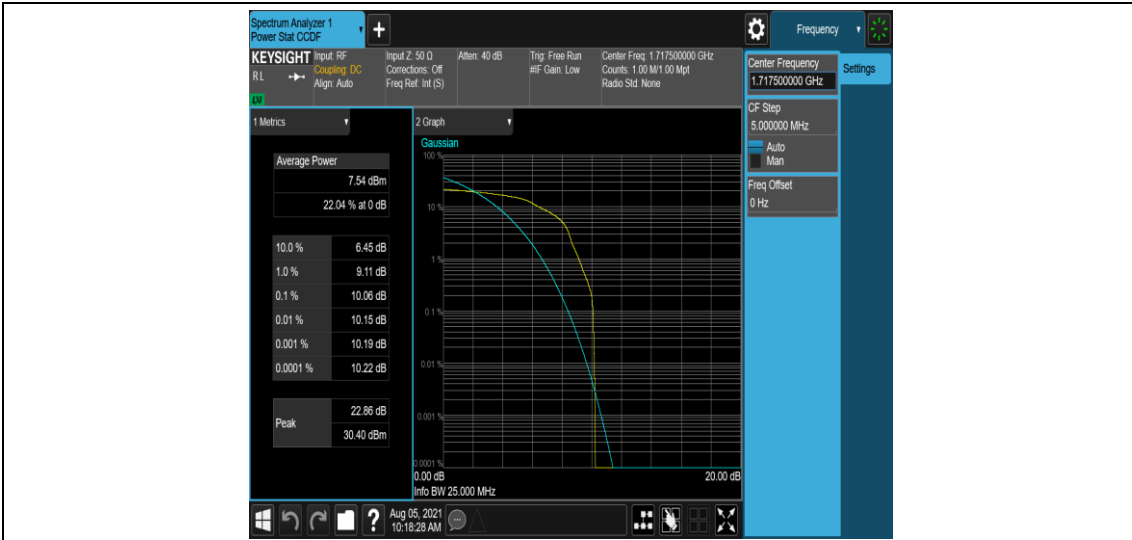 Spectrum Analyzer 1
Power Stat CCDF
+
Frequency
KEYSIGHT
Input: RF
Coupling: DC
Align: Auto
Input Z: 50 Ω
Corrections: Off
Freq Ref: Int (S)
Atten: 40 dB
Trig: Free Run
#IF Gain: Low
Center Freq: 1.717500000 GHz
Counts: 1.00 M/1.00 Mpt
Radio Std: None
R L
LXI
Center Frequency
1.717500000 GHz
Settings
CF Step
5.000000 MHz
Auto
Man
Freq Offset
0 Hz
1 Metrics
Average Power
7.54 dBm
22.04 % at 0 dB
10.0 % 6.45 dB
1.0 % 9.11 dB
0.1 % 10.06 dB
0.01 % 10.15 dB
0.001 % 10.19 dB
0.0001 % 10.22 dB
Peak
22.86 dB
30.40 dBm
2 Graph
Gaussian
100 %
10 %
1 %
0.1 %
0.01 %
0.001 %
0.0001 %
0.00 dB 20.00 dB
Info BW 25.000 MHz
?
Aug 05, 2021
10:18:28 AM